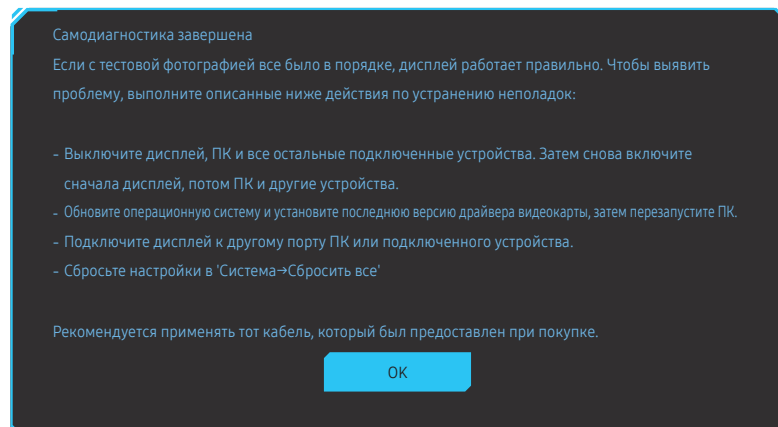 Самодиагностика завершена
Если с тестовой фотографией все было в порядке, дисплей работает правильно. Чтобы выявить
проблему, выполните описанные ниже действия по устранению неполадок:
- Выключите дисплей, ПК и все остальные подключенные устройства. Затем снова включите
сначала дисплей, потом ПК и другие устройства.
- Обновите операционную систему и установите последнюю версию драйвера видеокарты, затем перезапустите ПК.
- Подключите дисплей к другому порту ПК или подключенного устройства.
- Сбросьте настройки в 'Система→Сбросить все'
Рекомендуется применять тот кабель, который был предоставлен при покупке.
OK